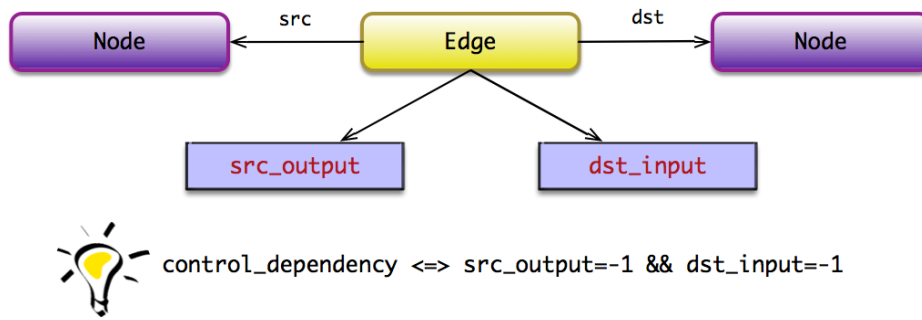 src
dst
Node
Edge
Node
src_output
dst_input
control_dependency <=> src_output=-1 && dst_input=-1